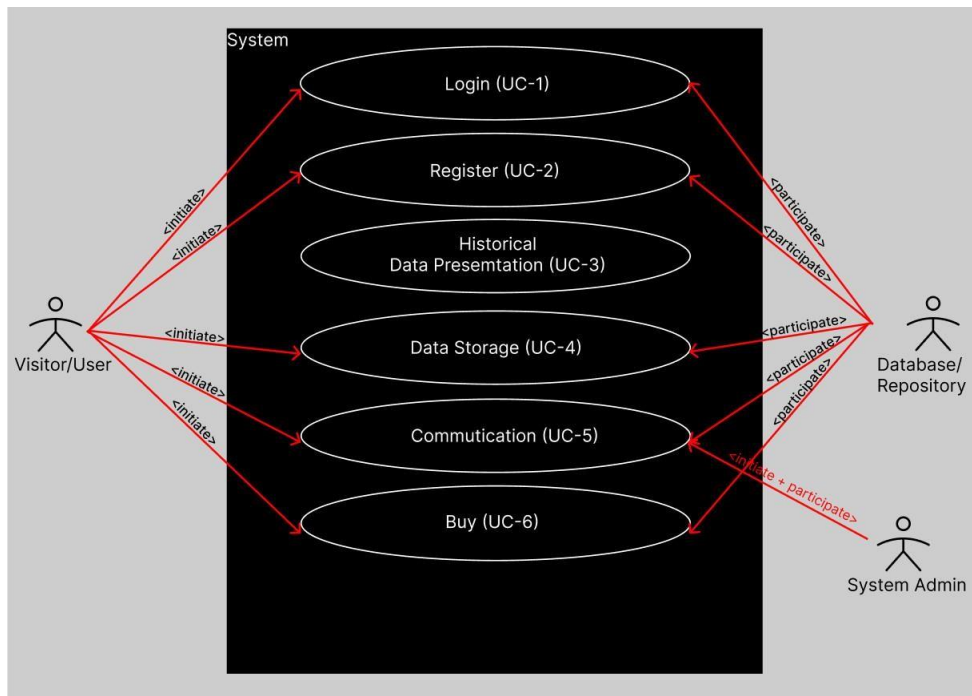 System
Login (UC-1)
Register (UC-2)
Historical
Data Presemtation (UC-3)
Data Storage (UC-4)
Commutication (UC-5)
Buy (UC-6)
<initiate>
<initiate>
<initiate>
<initiate>
<initiate>
Visitor/User
<participate>
<participate>
<participate>
<participate>
<participate>
Database/
Repository
<initiate + participate>
System Admin